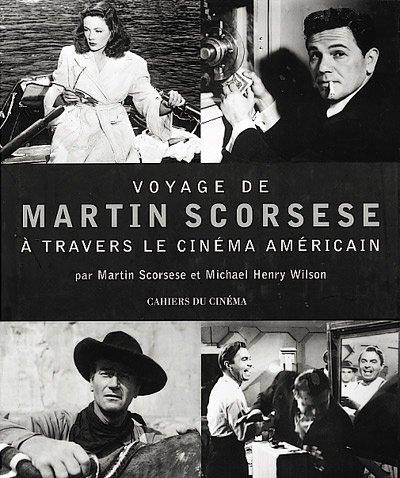 VOYAGE DE
MARTIN SCORSESE
À TRAVERS LE CINÉMA AMÉRICAIN
par Martin Scorsese et Michael Henry Wilson
CAHIERS DU CINÉMA